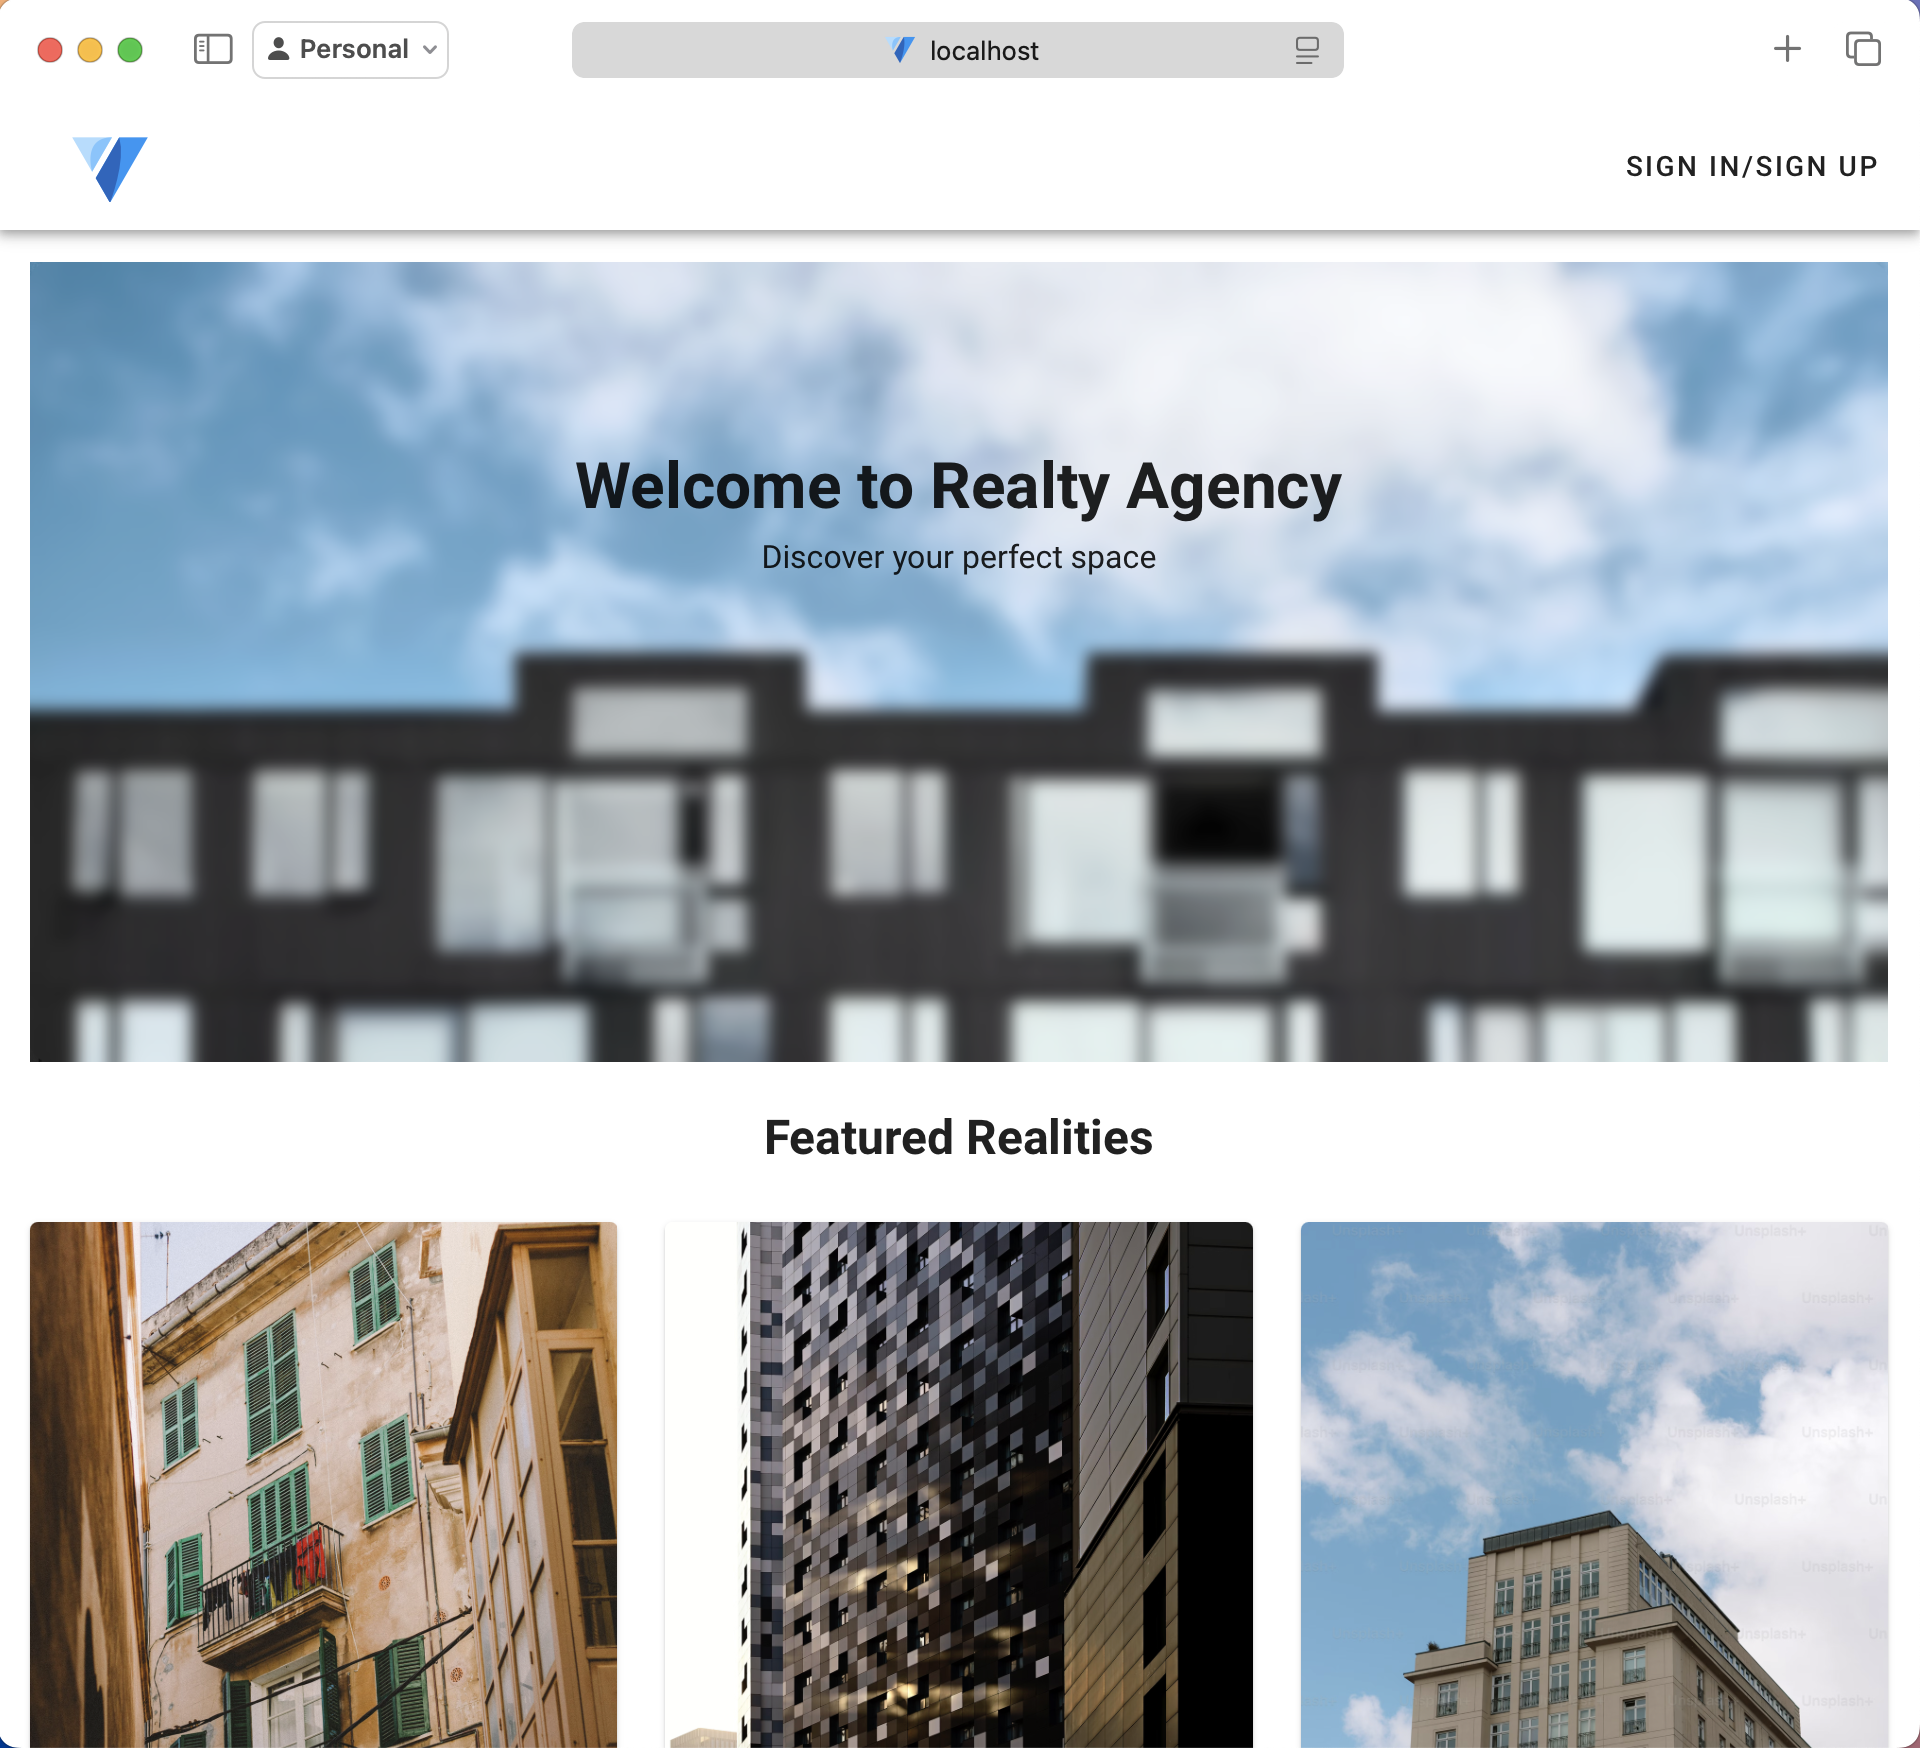 Personal
localhost
SIGN IN/SIGN UP
Welcome to Realty Agency
Discover your perfect space
Featured Realities
Unsplash+
Unsplash+
Unsplash+
Unsplash+
Unsplash+
Unsplash+
Unsplash+